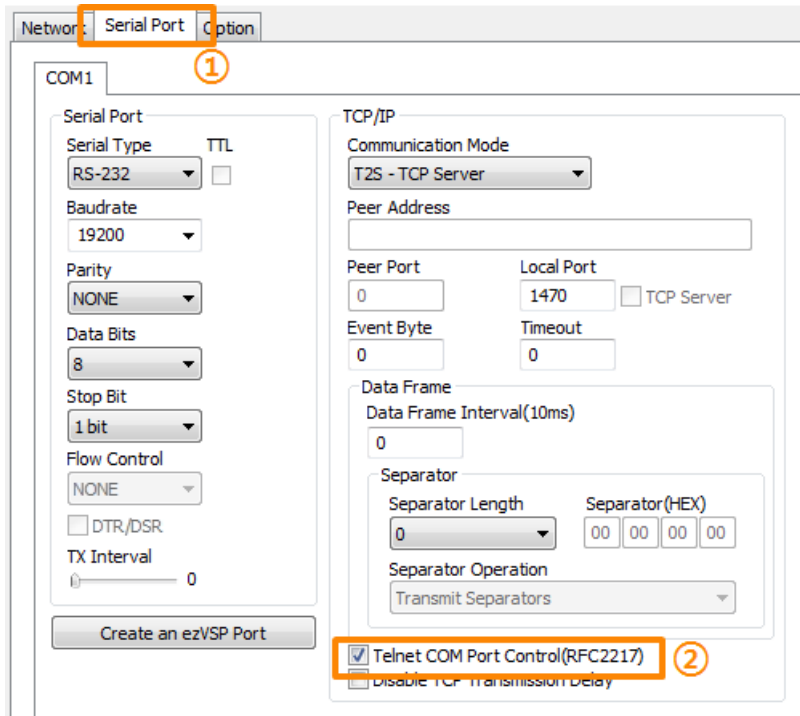 Network
Serial Port
Option
①
COM1
Serial Port
Serial Type
TTL
RS-232
Baudrate
19200
Parity
NONE
Data Bits
8
Stop Bit
1 bit
Flow Control
NONE
DTR/DSR
TX Interval
0
Create an ezVSP Port
TCP/IP
Communication Mode
T2S - TCP Server
Peer Address
Peer Port
Local Port
0
1470
TCP Server
Event Byte
Timeout
0
0
Data Frame
Data Frame Interval(10ms)
0
Separator
Separator Length
Separator(HEX)
0
00 00 00 00
Separator Operation
Transmit Separators
Telnet COM Port Control(RFC2217)
②
Disable TCP Transmission Delay